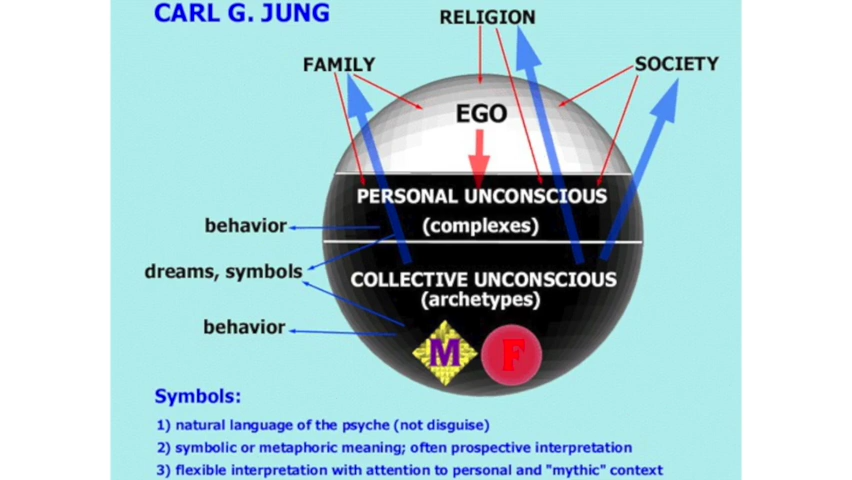 CARL G. JUNG
RELIGION
FAMILY
SOCIETY
EGO
PERSONAL UNCONSCIOUS
(complexes)
behavior
dreams, symbols
COLLECTIVE UNCONSCIOUS
(archetypes)
behavior
M
F
Symbols:
1) natural language of the psyche (not disguise)
2) symbolic or metaphoric meaning; often prospective interpretation
3) flexible interpretation with attention to personal and "mythic" context